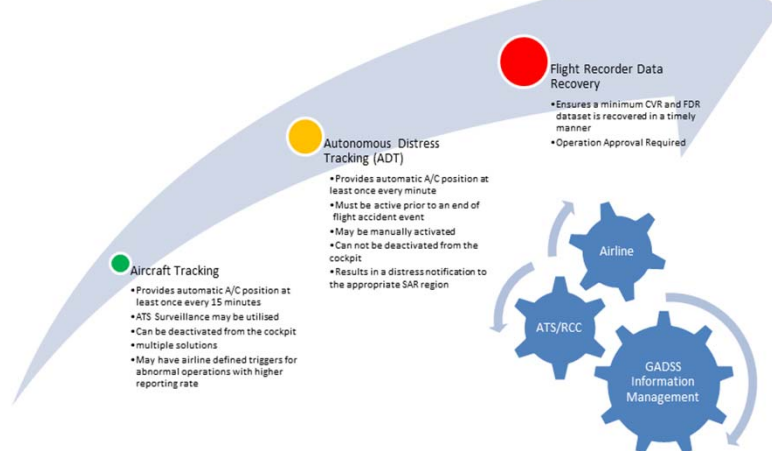 Aircraft Tracking
•Provides automatic A/C position at
least once every 15 minutes
•ATS Surveillance may be utilised
•Can be deactivated from the cockpit
•multiple solutions
•May have airline defined triggers for
abnormal operations with higher
reporting rate
Autonomous Distress
Tracking (ADT)
•Provides automatic A/C position at
least once every minute
•Must be active prior to an end of
flight accident event
•May be manually activated
•Can not be deactivated from the
cockpit
•Results in a distress notification to
the appropriate SAR region
Flight Recorder Data
Recovery
•Ensures a minimum CVR and FDR
dataset is recovered in a timely
manner
•Operation Approval Required
Airline
ATS/RCC
GADSS
Information
Management